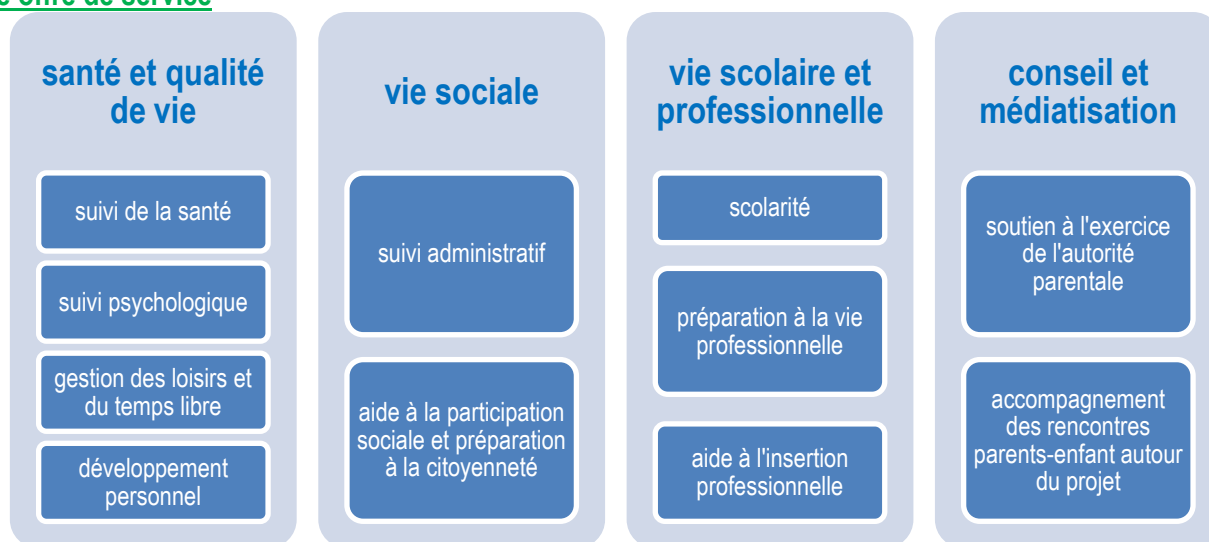 offre de service
santé et qualité
de vie
suivi de la santé
suivi psychologique
gestion des loisirs et
du temps libre
développement
personnel
vie sociale
suivi administratif
aide à la participation
sociale et préparation
à la citoyenneté
vie scolaire et
professionnelle
scolarité
préparation à la vie
professionnelle
aide à l'insertion
professionnelle
conseil et
médiatisation
soutien à l'exercice
de l'autorité
parentale
accompagnement
des rencontres
parents-enfant autour
du projet